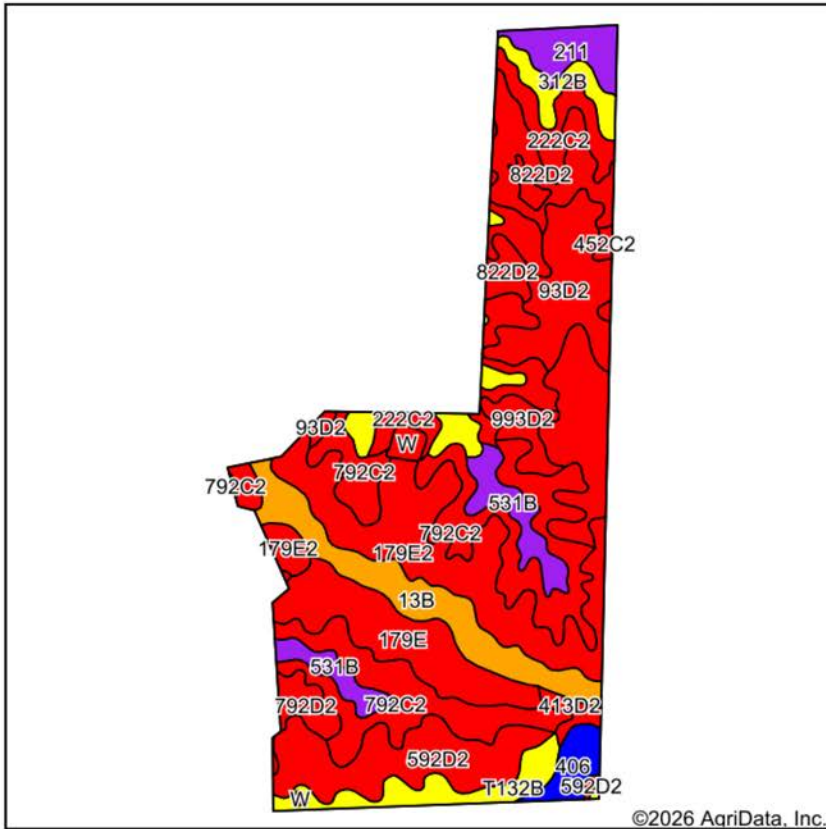 211
312B
222C2
822D2
452C2
822D2
93D2
222C2
993D2
93D2
W
792C2
792C2
531B
792C2
179E2
179E2
13B
179E
531B
792D2
792C2
413D2
592D2
406
T132B
592D2
W
©2026 AgriData, Inc.